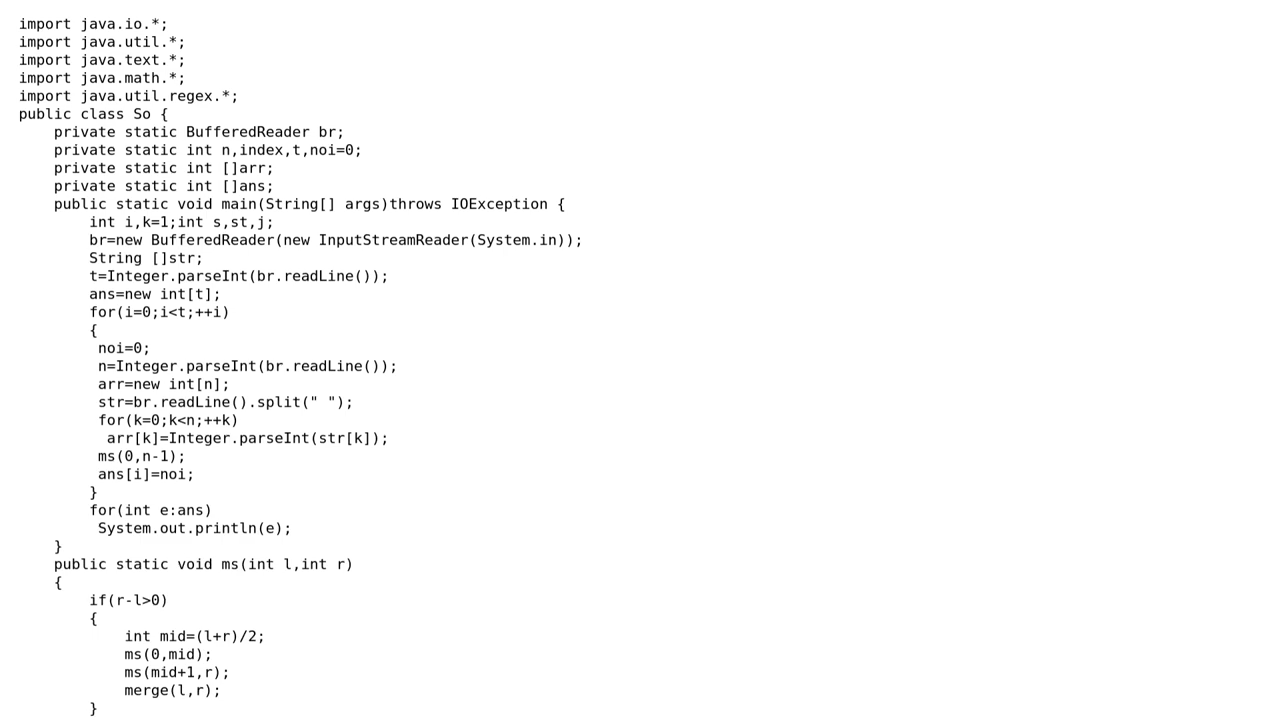 import java.io.*;
import java.util.*;
import java.text.*;
import java.math.*;
import java.util.regex.*;
public class So {
    private static BufferedReader br;
    private static int n,index,t,noi=0;
    private static int []arr;
    private static int []ans;
    public static void main(String[] args)throws IOException {
        int i,k=1;int s,st,j;
        br=new BufferedReader(new InputStreamReader(System.in));
        String []str;
        t=Integer.parseInt(br.readLine());
        ans=new int[t];
        for(i=0;i<t;++i)
        {
         noi=0;
         n=Integer.parseInt(br.readLine());
         arr=new int[n];
         str=br.readLine().split(" ");
         for(k=0;k<n;++k)
          arr[k]=Integer.parseInt(str[k]);
         ms(0,n-1);
         ans[i]=noi;
        }
        for(int e:ans)
         System.out.println(e);
    }
    public static void ms(int l,int r)
    {
        if(r-l>0)
        {
            int mid=(l+r)/2;
            ms(0,mid);
            ms(mid+1,r);
            merge(l,r);
        }